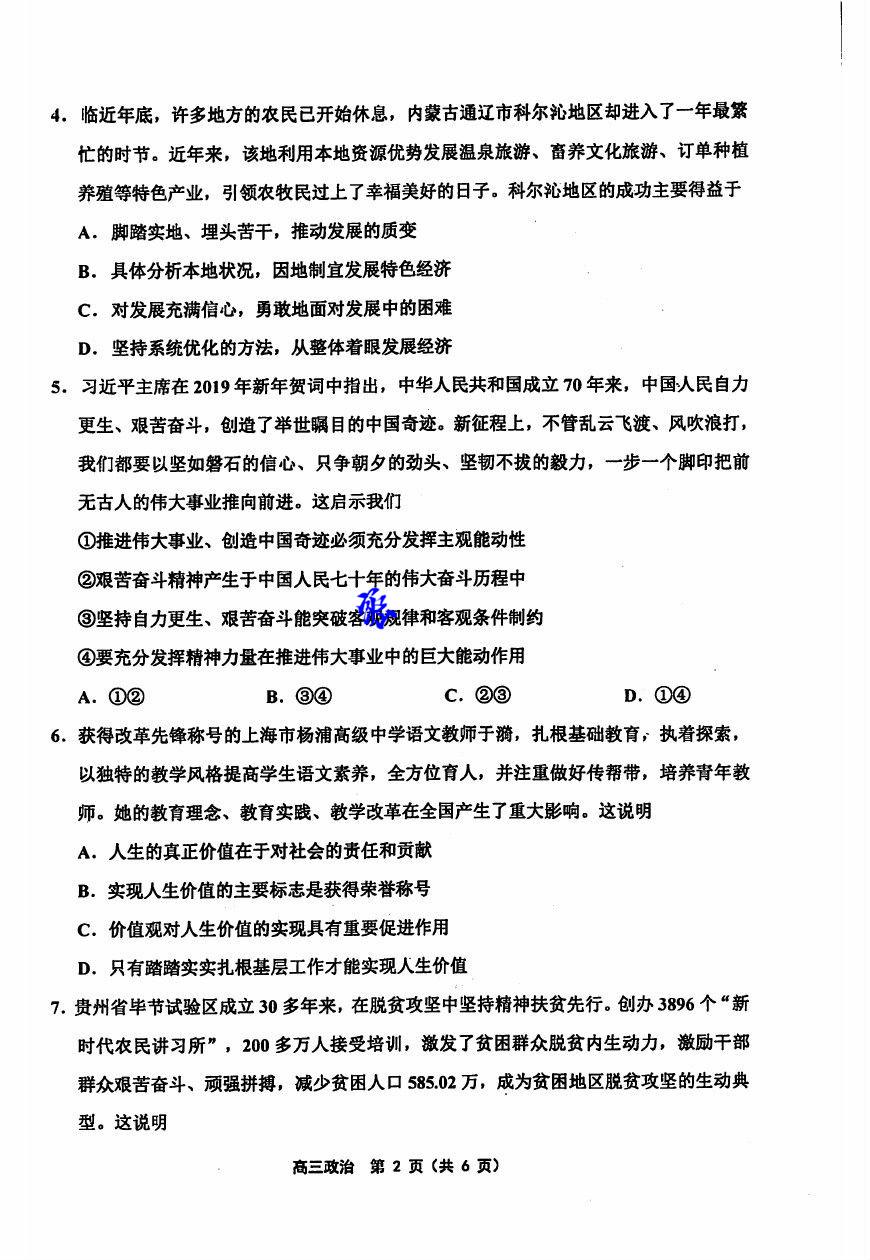 4．临近年底，许多地方的农民已开始休息，内蒙古通辽市科尔沁地区却进入了一年最繁
忙的时节。近年来，该地利用本地资源优势发展温泉旅游、畜养文化旅游、订单种植
养殖等特色产业，引领农牧民过上了幸福美好的日子。科尔沁地区的成功主要得益于
A．脚踏实地、埋头苦干，推动发展的质变
B．具体分析本地状况，因地制宜发展特色经济
C．对发展充满信心，勇敢地面对发展中的困难
D．坚持系统优化的方法，从整体着眼发展经济
5．习近平主席在 2019 年新年贺词中指出，中华人民共和国成立 70 年来，中国人民自力
更生、艰苦奋斗，创造了举世瞩目的中国奇迹。新征程上，不管乱云飞渡、风吹浪打，
我们都要以坚如磐石的信心、只争朝夕的劲头、坚韧不拔的毅力，一步一个脚印把前
无古人的伟大事业推向前进。这启示我们
①推进伟大事业、创造中国奇迹必须充分发挥主观能动性
②艰苦奋斗精神产生于中国人民七十年的伟大奋斗历程中
③坚持自力更生、艰苦奋斗能突破客观规律和客观条件制约
④要充分发挥精神力量在推进伟大事业中的巨大能动作用
A．①② B．③④ C．②③ D．①④
6．获得改革先锋称号的上海市杨浦高级中学语文教师于漪，扎根基础教育，执着探索，
以独特的教学风格提高学生语文素养，全方位育人，并注重做好传帮带，培养青年教
师。她的教育理念、教育实践、教学改革在全国产生了重大影响。这说明
A．人生的真正价值在于对社会的责任和贡献
B．实现人生价值的主要标志是获得荣誉称号
C．价值观对人生价值的实现具有重要促进作用
D．只有踏踏实实扎根基层工作才能实现人生价值
7．贵州省毕节试验区成立 30 多年来，在脱贫攻坚中坚持精神扶贫先行。创办 3896 个“新
时代农民讲习所”，200 多万人接受培训，激发了贫困群众脱贫内生动力，激励干部
群众艰苦奋斗、顽强拼搏，减少贫困人口 585.02 万，成为贫困地区脱贫攻坚的生动典
型。这说明
高三政治 第 2 页（共 6 页）